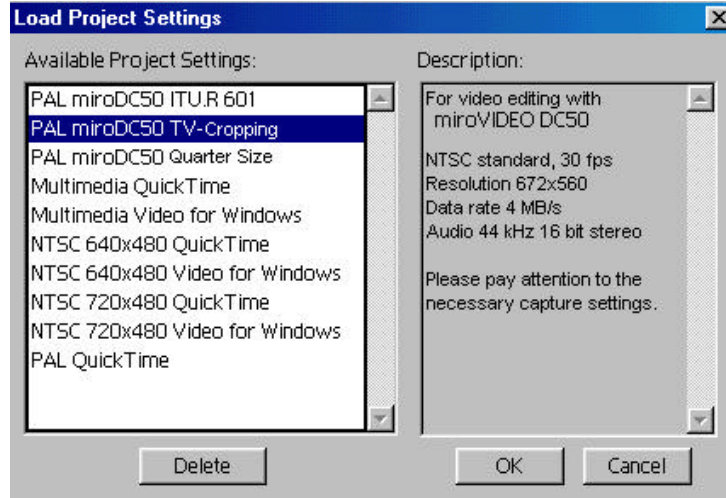 Load Project Settings
Available Project Settings:
PAL miroDC50 ITU.R 601
PAL miroDC50 TV-Cropping
PAL miroDC50 Quarter Size
Multimedia QuickTime
Multimedia Video for Windows
NTSC 640x480 QuickTime
NTSC 640x480 Video for Windows
NTSC 720x480 QuickTime
NTSC 720x480 Video for Windows
PAL QuickTime
Delete
Description:
For video editing with
miroVIDEO DC50
NTSC standard, 30 fps
Resolution 672x560
Data rate 4 MB/s
Audio 44 kHz 16 bit stereo
Please pay attention to the
necessary capture settings.
OK
Cancel